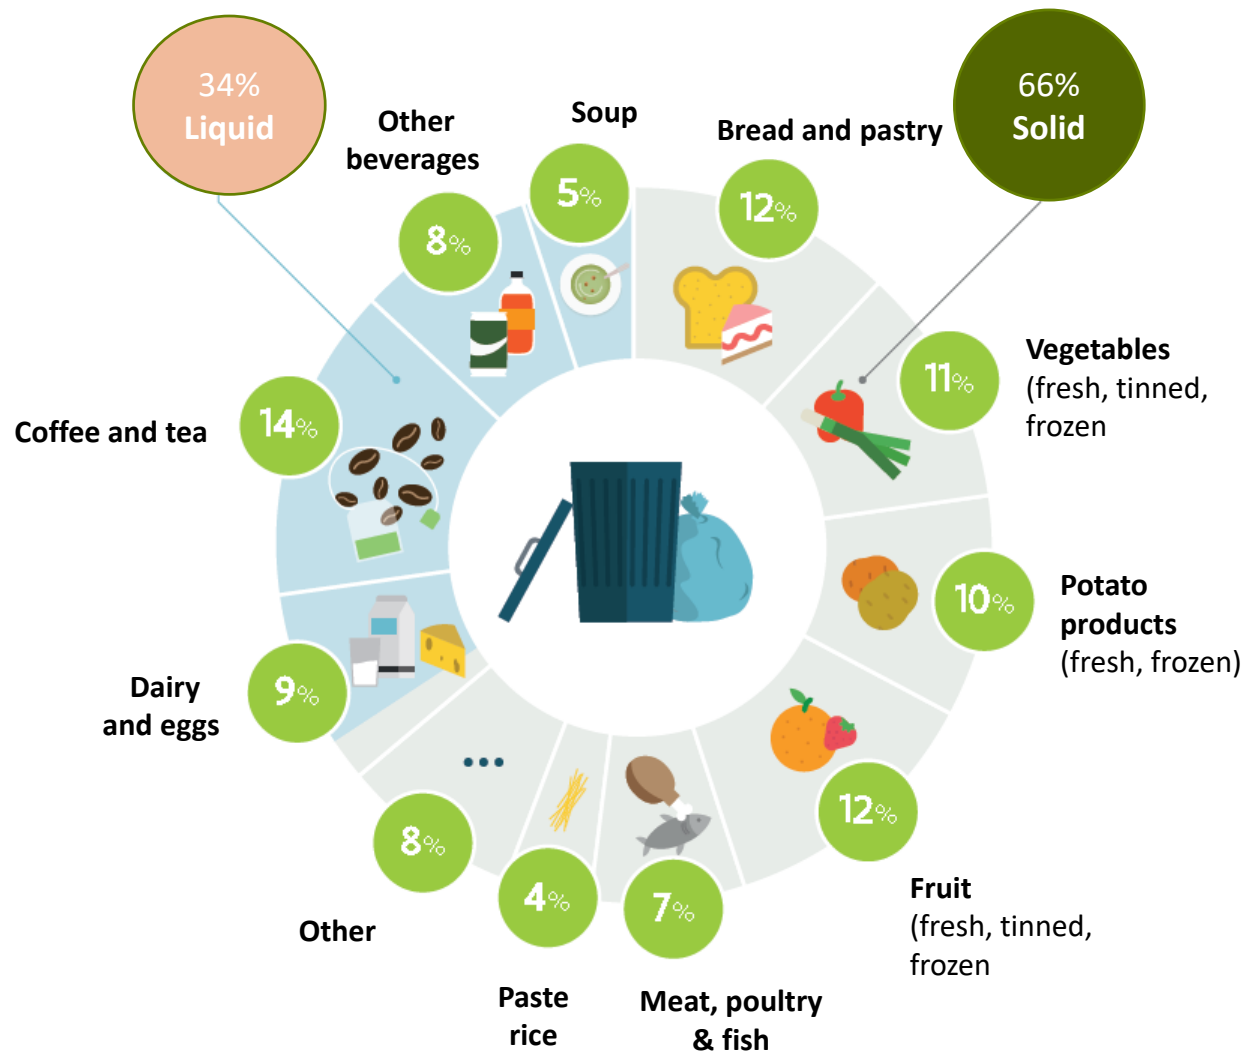 34%
Liquid
66%
Solid
Other
beverages
8%
Soup
5%
Bread and pastry
12%
Vegetables
(fresh, tinned,
frozen
11%
Potato
products
(fresh, frozen)
10%
Fruit
(fresh, tinned,
frozen
12%
Meat, poultry
& fish
7%
Paste
rice
4%
Other
8%
Dairy
and eggs
9%
Coffee and tea
14%